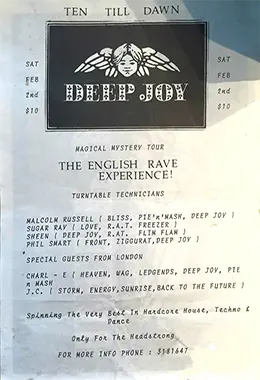 TEN TILL DAWN
SAT
FEB
2nd
$10
DEEP JOY
SAT
FEB
2nd
$10
MAGICAL MYSTERY TOUR
THE ENGLISH RAVE
EXPERIENCE!
TURNTABLE TECHNICIANS
MALCOLM RUSSELL ( BLISS, PIE'n'MASH, DEEP JOY )
SUGAR RAY ( LOVE, R.A.T. FREEZER )
SHEEN ( DEEP JOY, R.A.T. FLIN FLAM )
PHIL SMART ( FRONT, ZIGGURAT,DEEP JOY )
SPECIAL GUESTS FROM LONDON
CHARL - E ( HEAVEN, WAG, LEDGENDS, DEEP JOY, PIE
n MASH
J.C. ( STORM, ENERGY,SUNRISE,BACK TO THE FUTURE )
Spinning The Very Best In Hardcore House, Techno &
Dance
Only For The Headstrong
FOR MORE INFO PHONE : 3181647